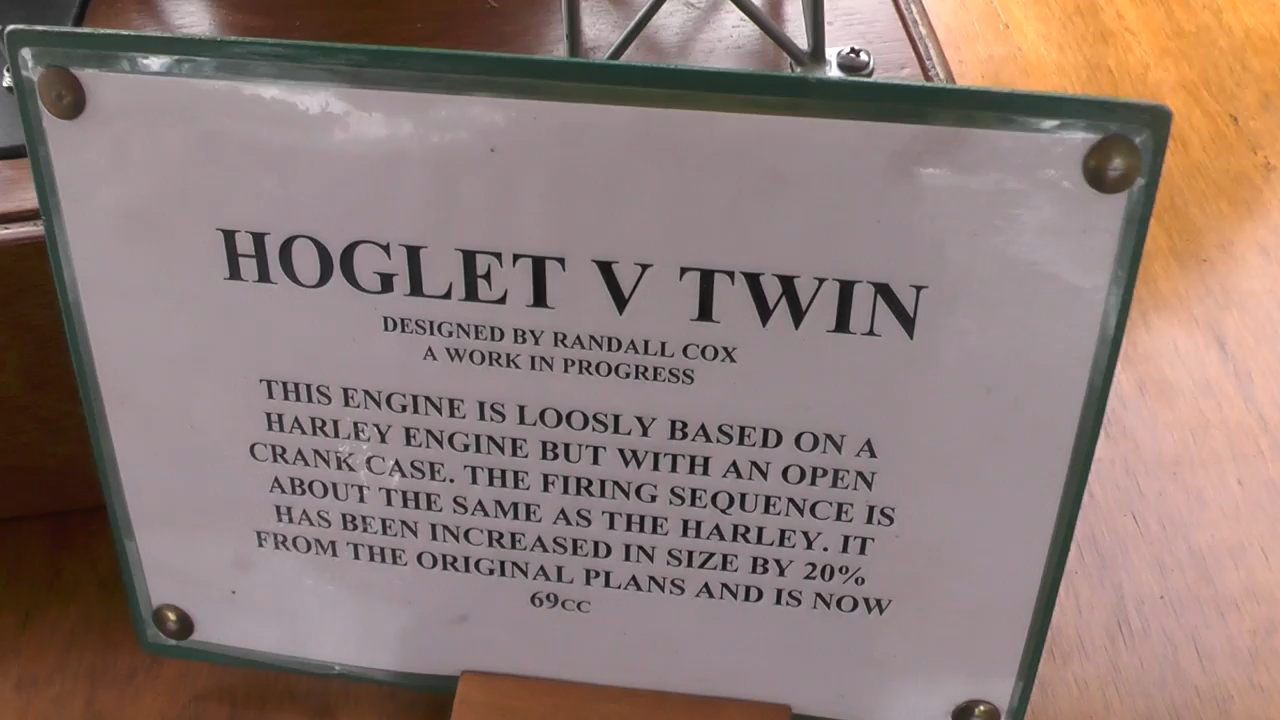 HOGLET V TWIN
DESIGNED BY RANDALL COX
A WORK IN PROGRESS
THIS ENGINE IS LOOSLY BASED ON A
HARLEY ENGINE BUT WITH AN OPEN
CRANK CASE. THE FIRING SEQUENCE IS
ABOUT THE SAME AS THE HARLEY. IT
HAS BEEN INCREASED IN SIZE BY 20%
FROM THE ORIGINAL PLANS AND IS NOW
69CC